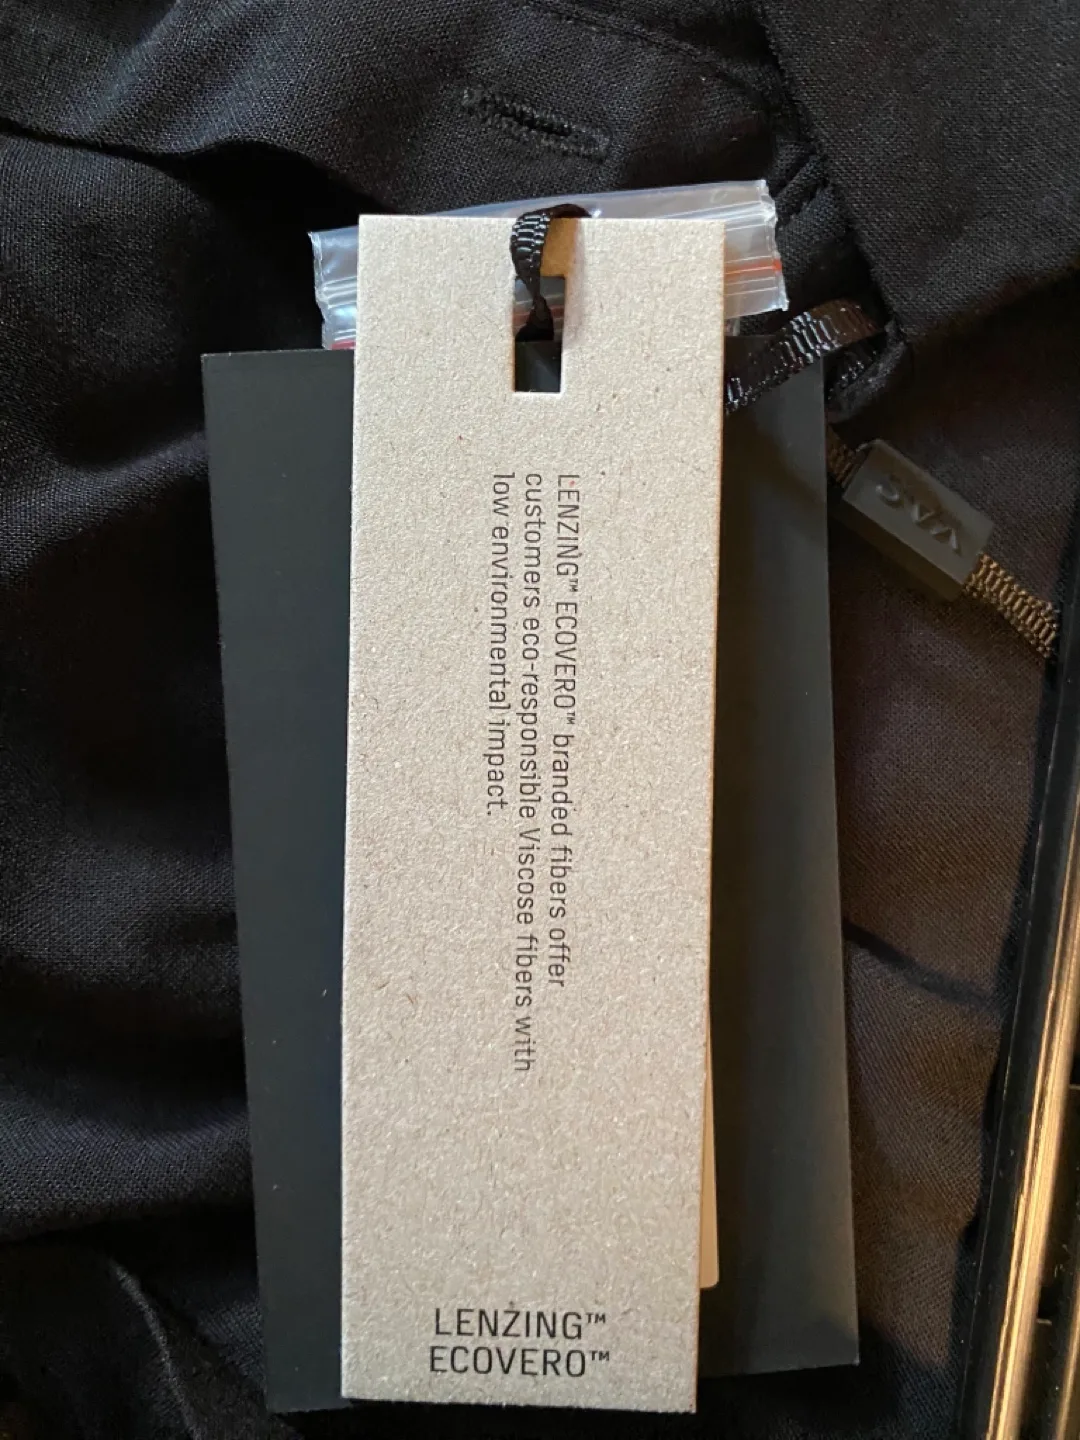 LENZING™ ECOVERO™ branded fibers offer
customers eco-responsible Viscose fibers with
low environmental impact.
LENZING™
ECOVERO™